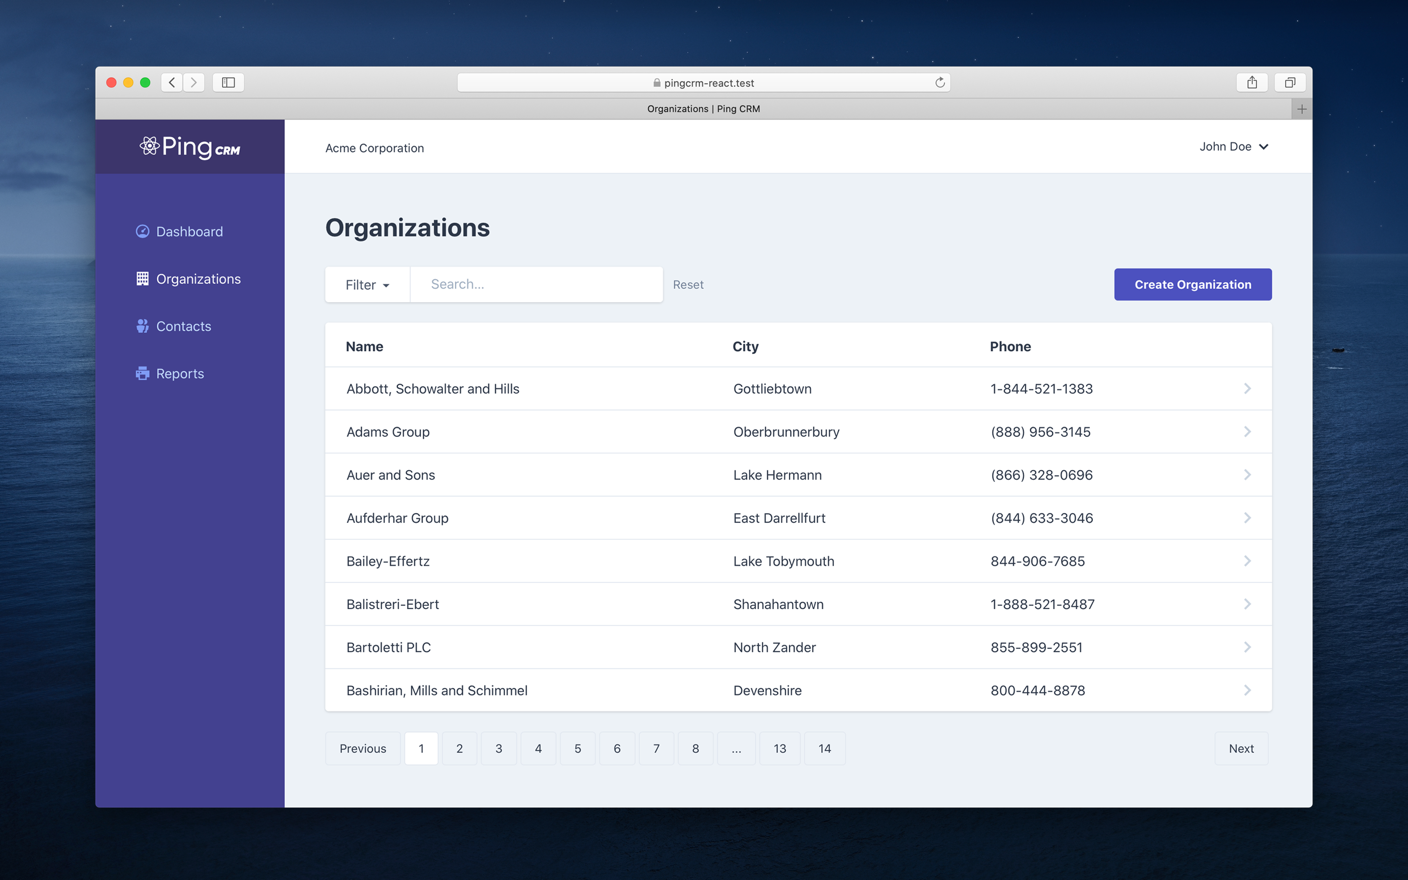 pingcrm-react.test
Organizations | Ping CRM
Ping CRM
Acme Corporation
John Doe
Dashboard
Organizations
Contacts
Reports
Organizations
Filter
Search...
Reset
Create Organization
Name City Phone
Abbott, Schowalter and Hills Gottliebtown 1-844-521-1383
Adams Group Oberbrunnerbury (888) 956-3145
Auer and Sons Lake Hermann (866) 328-0696
Aufderhar Group East Darrellfurt (844) 633-3046
Bailey-Effertz Lake Tobymouth 844-906-7685
Balistreri-Ebert Shanahantown 1-888-521-8487
Bartoletti PLC North Zander 855-899-2551
Bashirian, Mills and Schimmel Devenshire 800-444-8878
Previous 1 2 3 4 5 6 7 8 ... 13 14 Next